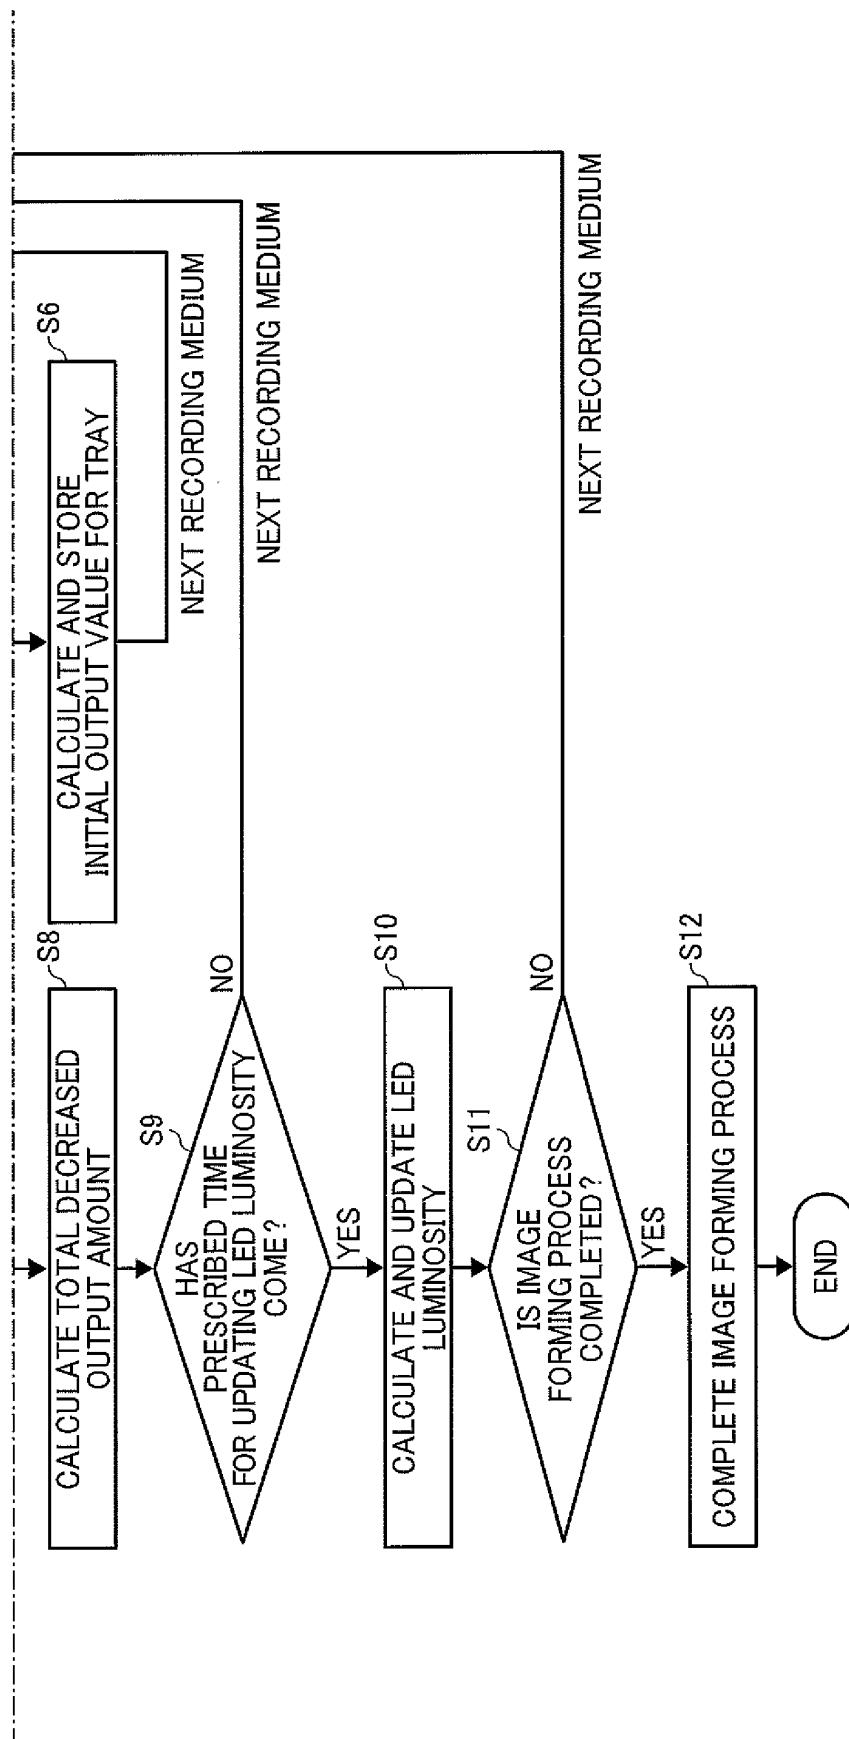 S8
CALCULATE TOTAL DECREASED
OUTPUT AMOUNT
S6
CALCULATE AND STORE
INITIAL OUTPUT VALUE FOR TRAY
NEXT RECORDING MEDIUM
S9
HAS
PRESCRIBED TIME
FOR UPDATING LED LUMINOSITY
COME?
NO
NEXT RECORDING MEDIUM
YES
S10
CALCULATE AND UPDATE LED
LUMINOSITY
S11
IS IMAGE
FORMING PROCESS
COMPLETED?
NO
NEXT RECORDING MEDIUM
YES
S12
COMPLETE IMAGE FORMING PROCESS
END